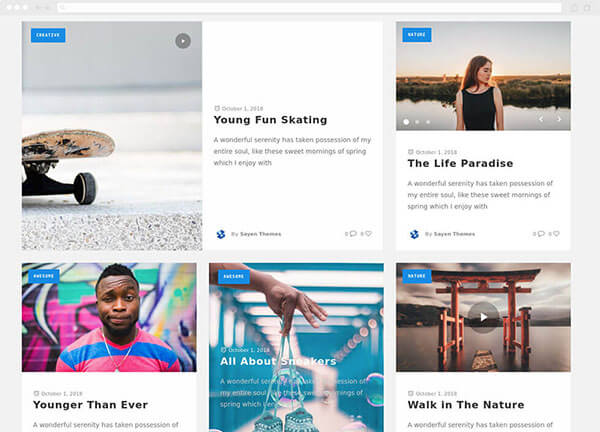 CREATIVE
October 1, 2018
Young Fun Skating
A wonderful serenity has taken possession of my
entire soul, like these sweet mornings of spring
which I enjoy with
By Sayen Themes
0
0
NATURE
October 1, 2018
The Life Paradise
A wonderful serenity has taken possession of
my entire soul, like these sweet mornings of
spring which I enjoy with
By Sayen Themes
0
0
AWESOME
October 1, 2018
Younger Than Ever
A wonderful serenity has taken possession of
AWESOME
October 1, 2018
All About Sneakers
A wonderful serenity has taken possession of
my entire soul, like these sweet mornings of
spring which I enjoy with
NATURE
October 1, 2018
Walk in The Nature
A wonderful serenity has taken possession of